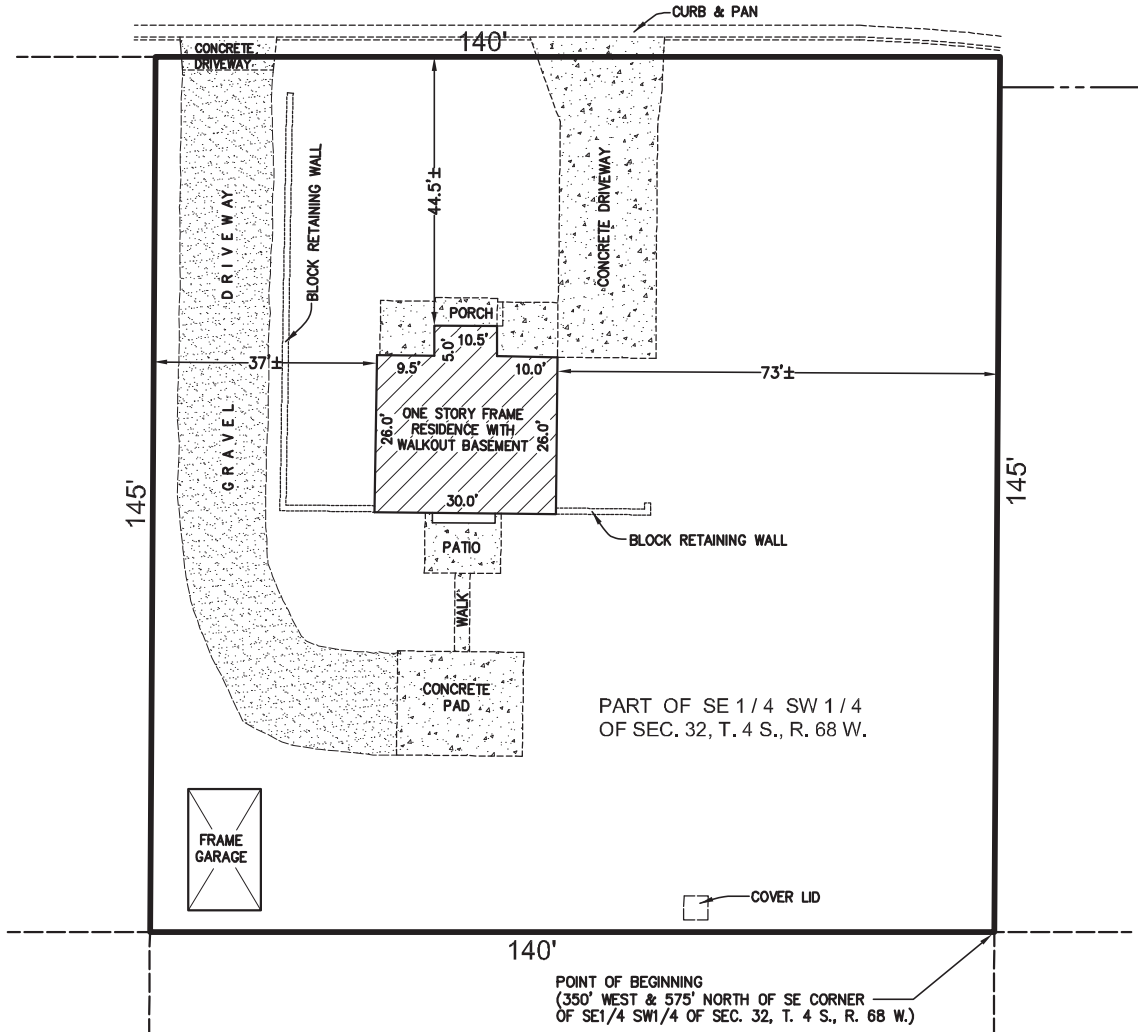 CURB & PAN
CONCRETE
DRIVEWAY
140'
44.5'±
BLOCK RETAINING WALL
GRAVEL DRIVEWAY
CONCRETE DRIVEWAY
PORCH
10.5'
5.0'
9.5'
10.0'
37'±
73'±
ONE STORY FRAME
RESIDENCE WITH
WALKOUT BASEMENT
26.0'
26.0'
30.0'
145'
145'
BLOCK RETAINING WALL
PATIO
WALK
CONCRETE
PAD
PART OF SE 1 / 4 SW 1 / 4
OF SEC. 32, T. 4 S., R. 68 W.
FRAME
GARAGE
COVER LID
140'
POINT OF BEGINNING
(350' WEST & 575' NORTH OF SE CORNER
OF SE1/4 SW1/4 OF SEC. 32, T. 4 S., R. 68 W.)